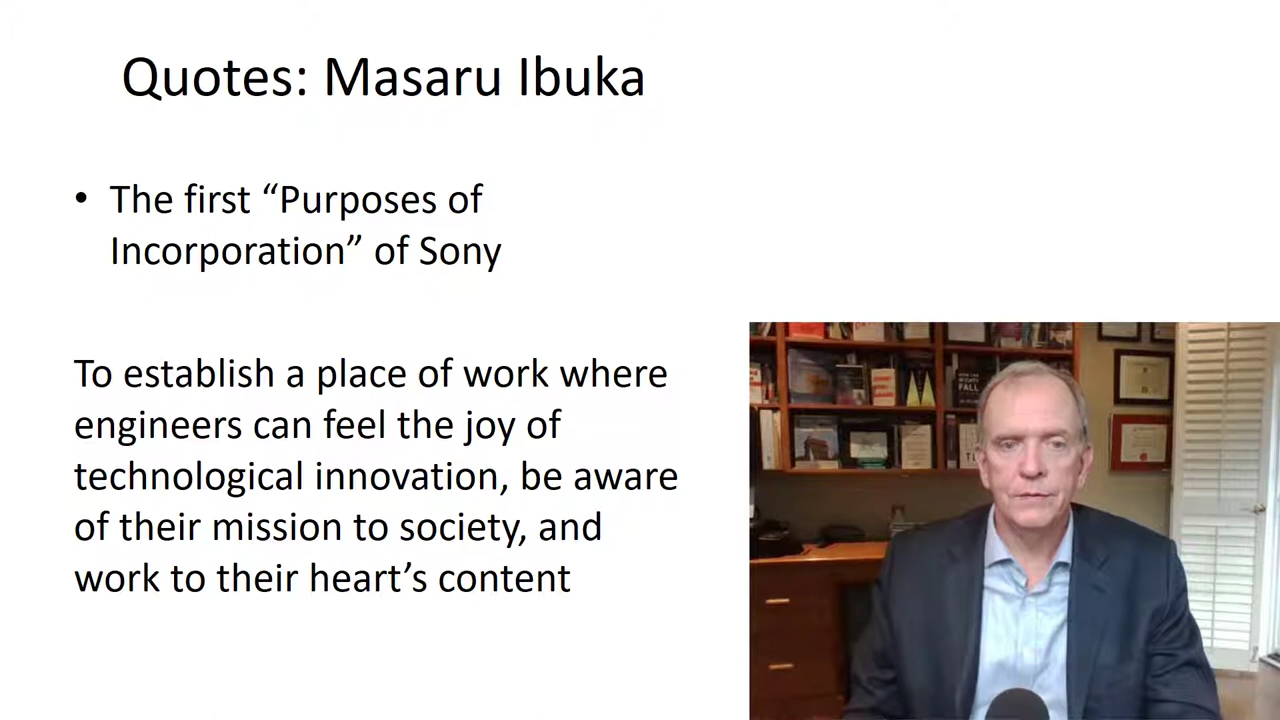 Quotes: Masaru Ibuka
• The first “Purposes of
Incorporation” of Sony
To establish a place of work where
engineers can feel the joy of
technological innovation, be aware
of their mission to society, and
work to their heart’s content
FALL